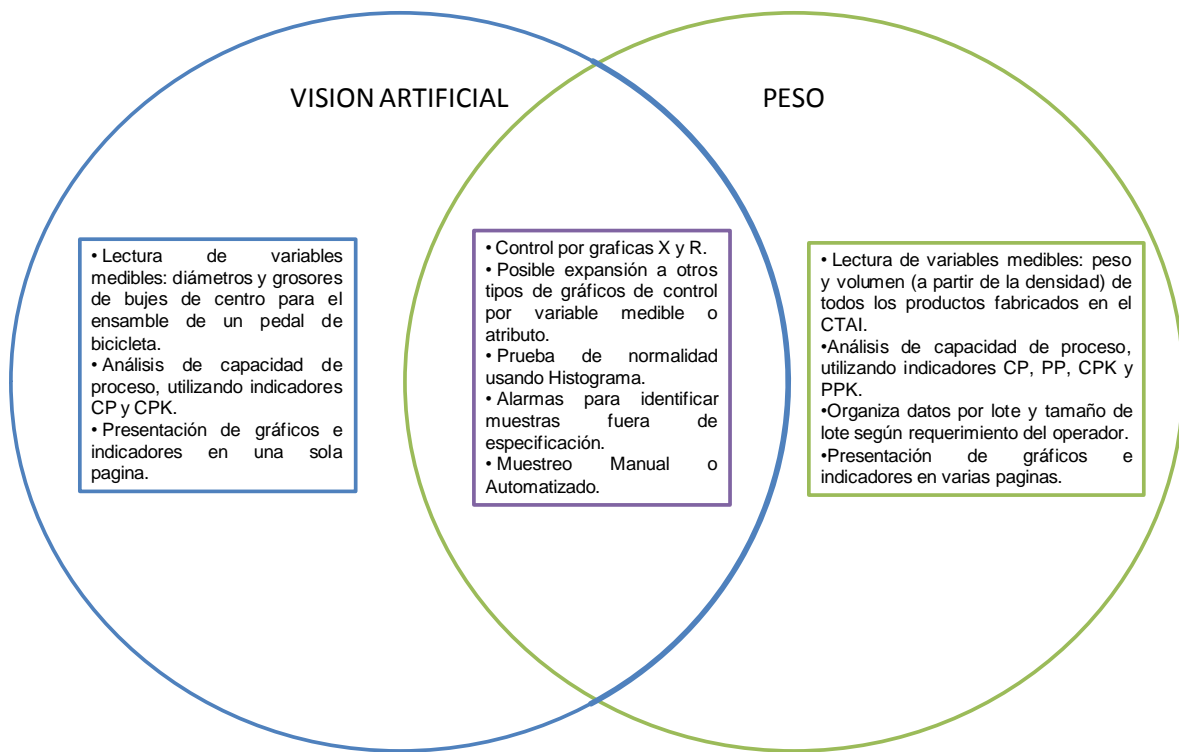 VISION ARTIFICIAL
PESO
• Lectura de variables
medibles: diámetros y grosores
de bujes de centro para el
ensamble de un pedal de
bicicleta.
• Análisis de capacidad de
proceso, utilizando indicadores
CP y CPK.
• Presentación de gráficos e
indicadores en una sola
pagina.
• Control por graficas X y R.
• Posible expansión a otros
tipos de gráficos de control
por variable medible o
atributo.
• Prueba de normalidad
usando Histograma.
• Alarmas para identificar
muestras fuera de
especificación.
• Muestreo Manual o
Automatizado.
• Lectura de variables medibles: peso
y volumen (a partir de la densidad) de
todos los productos fabricados en el
CTAI.
•Análisis de capacidad de proceso,
utilizando indicadores CP, PP, CPK y
PPK.
•Organiza datos por lote y tamaño de
lote según requerimiento del operador.
•Presentación de gráficos e
indicadores en varias paginas.